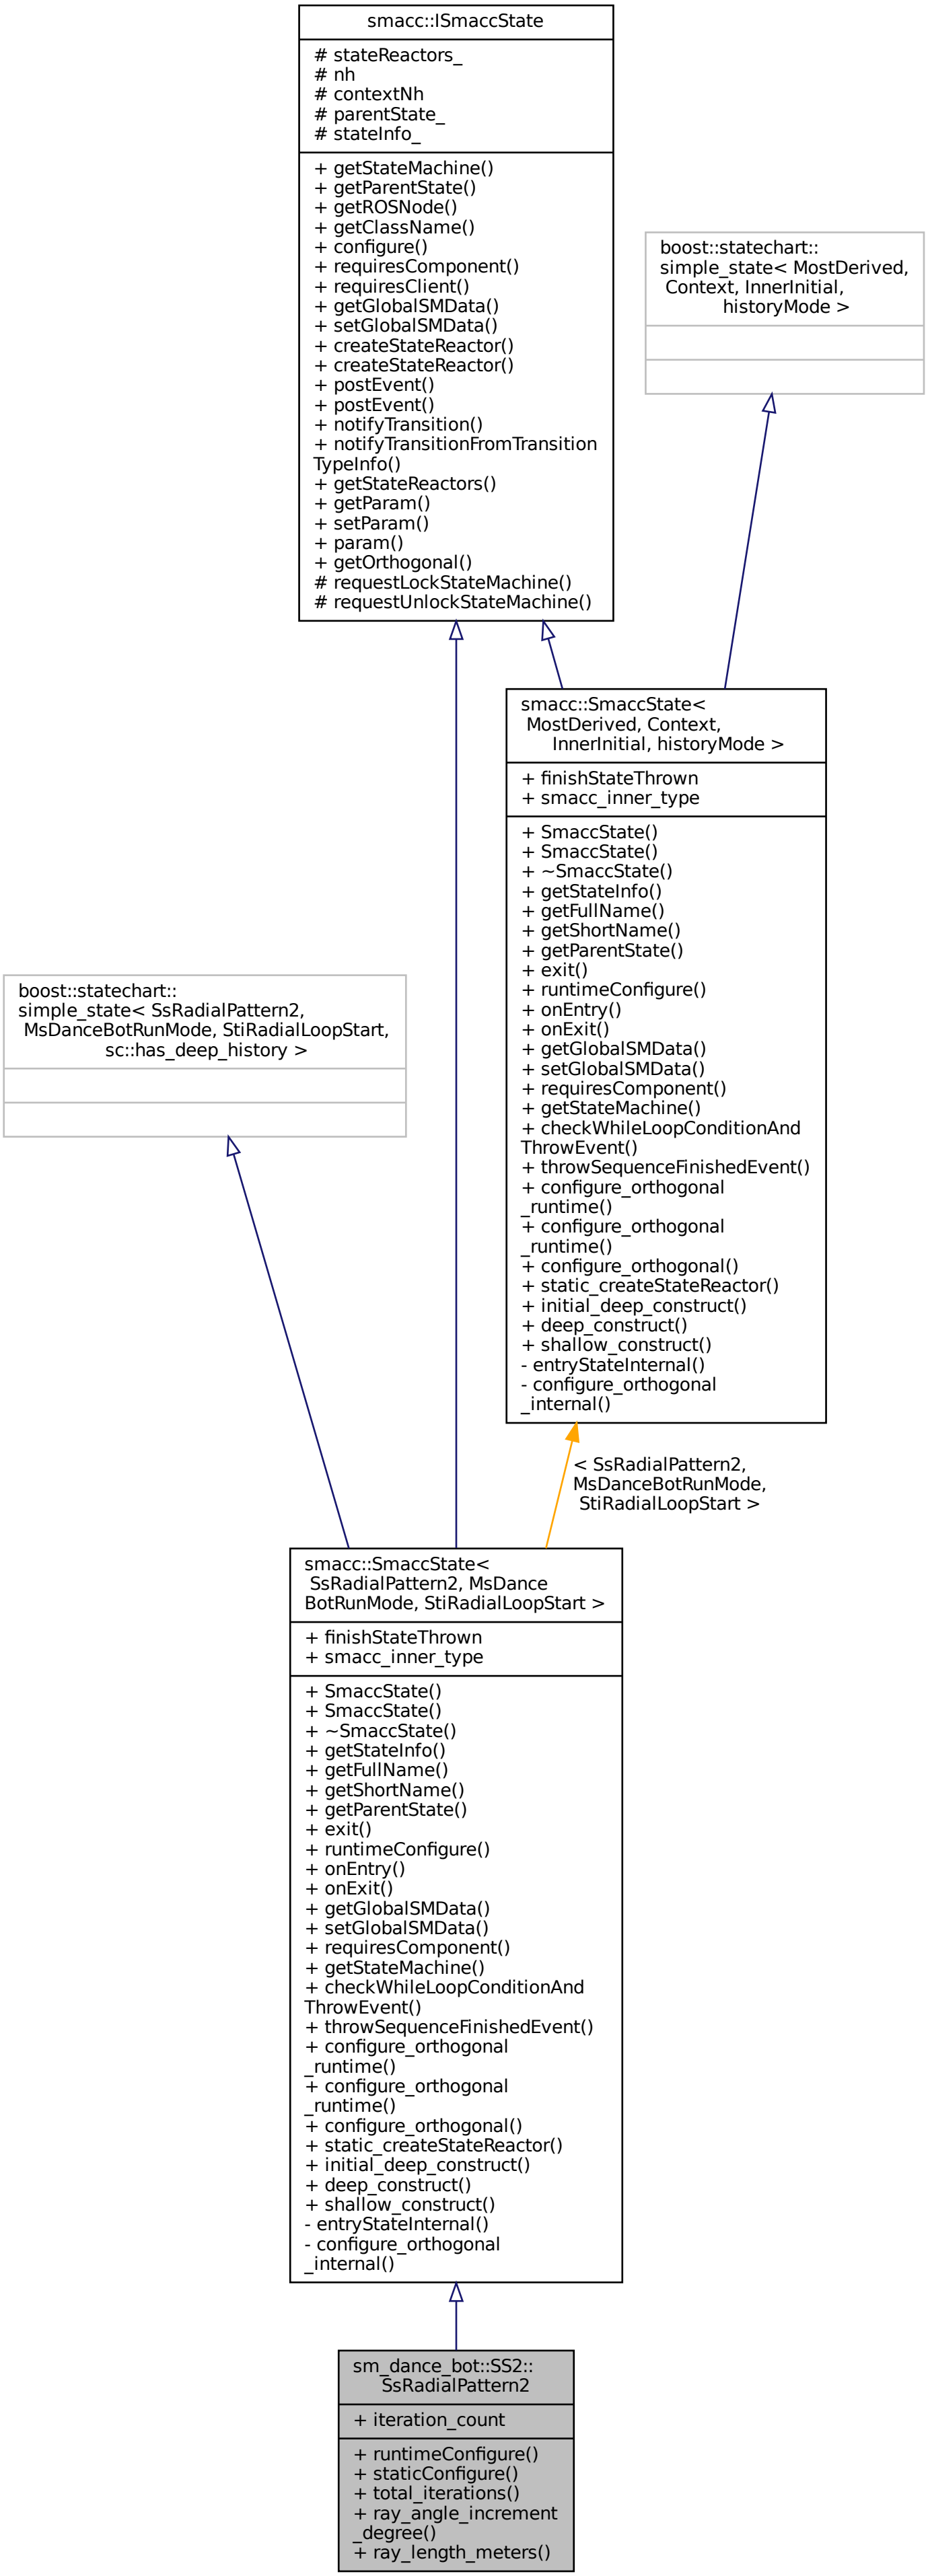 smacc::ISmaccState
# stateReactors_
# nh
# contextNh
# parentState_
# stateInfo_
+ getStateMachine()
+ getParentState()
+ getROSNode()
+ getClassName()
+ configure()
+ requiresComponent()
+ requiresClient()
+ getGlobalSMData()
+ setGlobalSMData()
+ createStateReactor()
+ createStateReactor()
+ postEvent()
+ postEvent()
+ notifyTransition()
+ notifyTransitionFromTransition
TypeInfo()
+ getStateReactors()
+ getParam()
+ setParam()
+ param()
+ getOrthogonal()
# requestLockStateMachine()
# requestUnlockStateMachine()
boost::statechart::
simple_state< MostDerived,
Context, InnerInitial,
historyMode >
smacc::SmaccState<
MostDerived, Context,
InnerInitial, historyMode >
+ finishStateThrown
+ smacc_inner_type
+ SmaccState()
+ SmaccState()
+ ~SmaccState()
+ getStateInfo()
+ getFullName()
+ getShortName()
+ getParentState()
+ exit()
+ runtimeConfigure()
+ onEntry()
+ onExit()
+ getGlobalSMData()
+ setGlobalSMData()
+ requiresComponent()
+ getStateMachine()
+ checkWhileLoopConditionAnd
ThrowEvent()
+ throwSequenceFinishedEvent()
+ configure_orthogonal
_runtime()
+ configure_orthogonal
_runtime()
+ configure_orthogonal()
+ static_createStateReactor()
+ initial_deep_construct()
+ deep_construct()
+ shallow_construct()
- entryStateInternal()
- configure_orthogonal
_internal()
boost::statechart::
simple_state< SsRadialPattern2,
MsDanceBotRunMode, StiRadialLoopStart,
sc::has_deep_history >
< SsRadialPattern2,
MsDanceBotRunMode,
StiRadialLoopStart >
smacc::SmaccState<
SsRadialPattern2, MsDance
BotRunMode, StiRadialLoopStart >
+ finishStateThrown
+ smacc_inner_type
+ SmaccState()
+ SmaccState()
+ ~SmaccState()
+ getStateInfo()
+ getFullName()
+ getShortName()
+ getParentState()
+ exit()
+ runtimeConfigure()
+ onEntry()
+ onExit()
+ getGlobalSMData()
+ setGlobalSMData()
+ requiresComponent()
+ getStateMachine()
+ checkWhileLoopConditionAnd
ThrowEvent()
+ throwSequenceFinishedEvent()
+ configure_orthogonal
_runtime()
+ configure_orthogonal
_runtime()
+ configure_orthogonal()
+ static_createStateReactor()
+ initial_deep_construct()
+ deep_construct()
+ shallow_construct()
- entryStateInternal()
- configure_orthogonal
_internal()
sm_dance_bot::SS2::
SsRadialPattern2
+ iteration_count
+ runtimeConfigure()
+ staticConfigure()
+ total_iterations()
+ ray_angle_increment
_degree()
+ ray_length_meters()